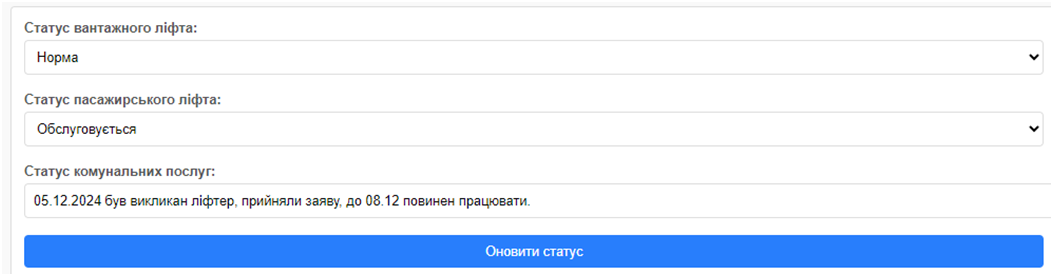 Статус вантажного ліфта:
Норма
Статус пасажирського ліфта:
Обслуговується
Статус комунальних послуг:
05.12.2024 був викликан ліфтер, прийняли заяву, до 08.12 повинен працювати.
Оновити статус